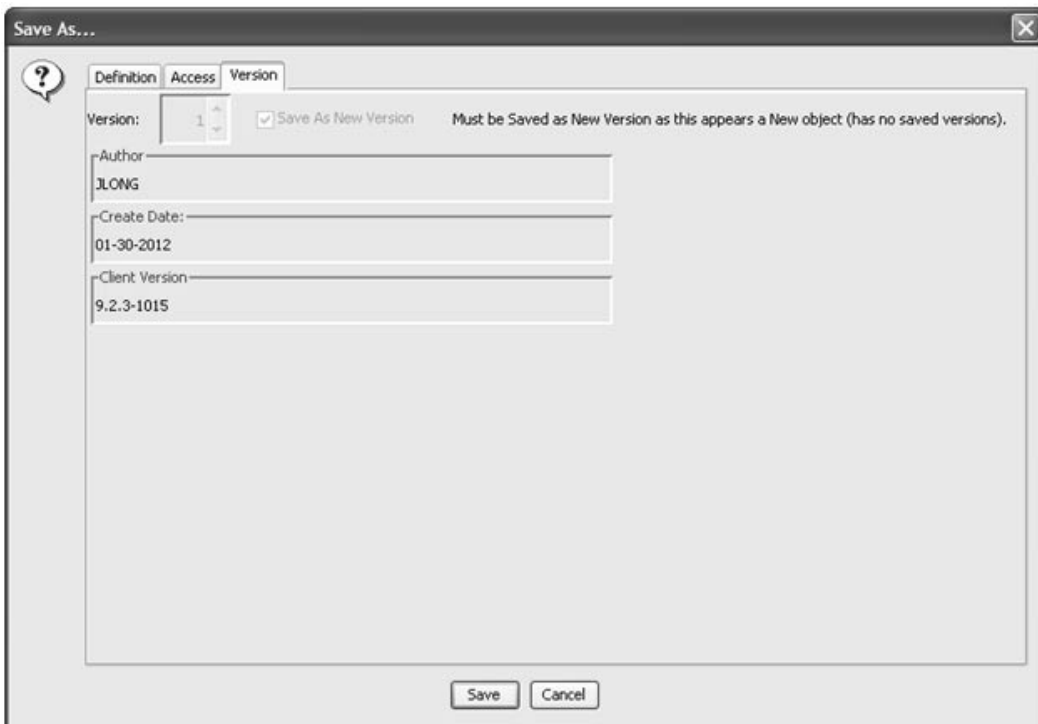 Save As...
Definition Access Version
Version: 1 Save As New Version Must be Saved as New Version as this appears a New object (has no saved versions).
Author
JLONG
Create Date:
01-30-2012
Client Version
9.2.3-1015
Save Cancel